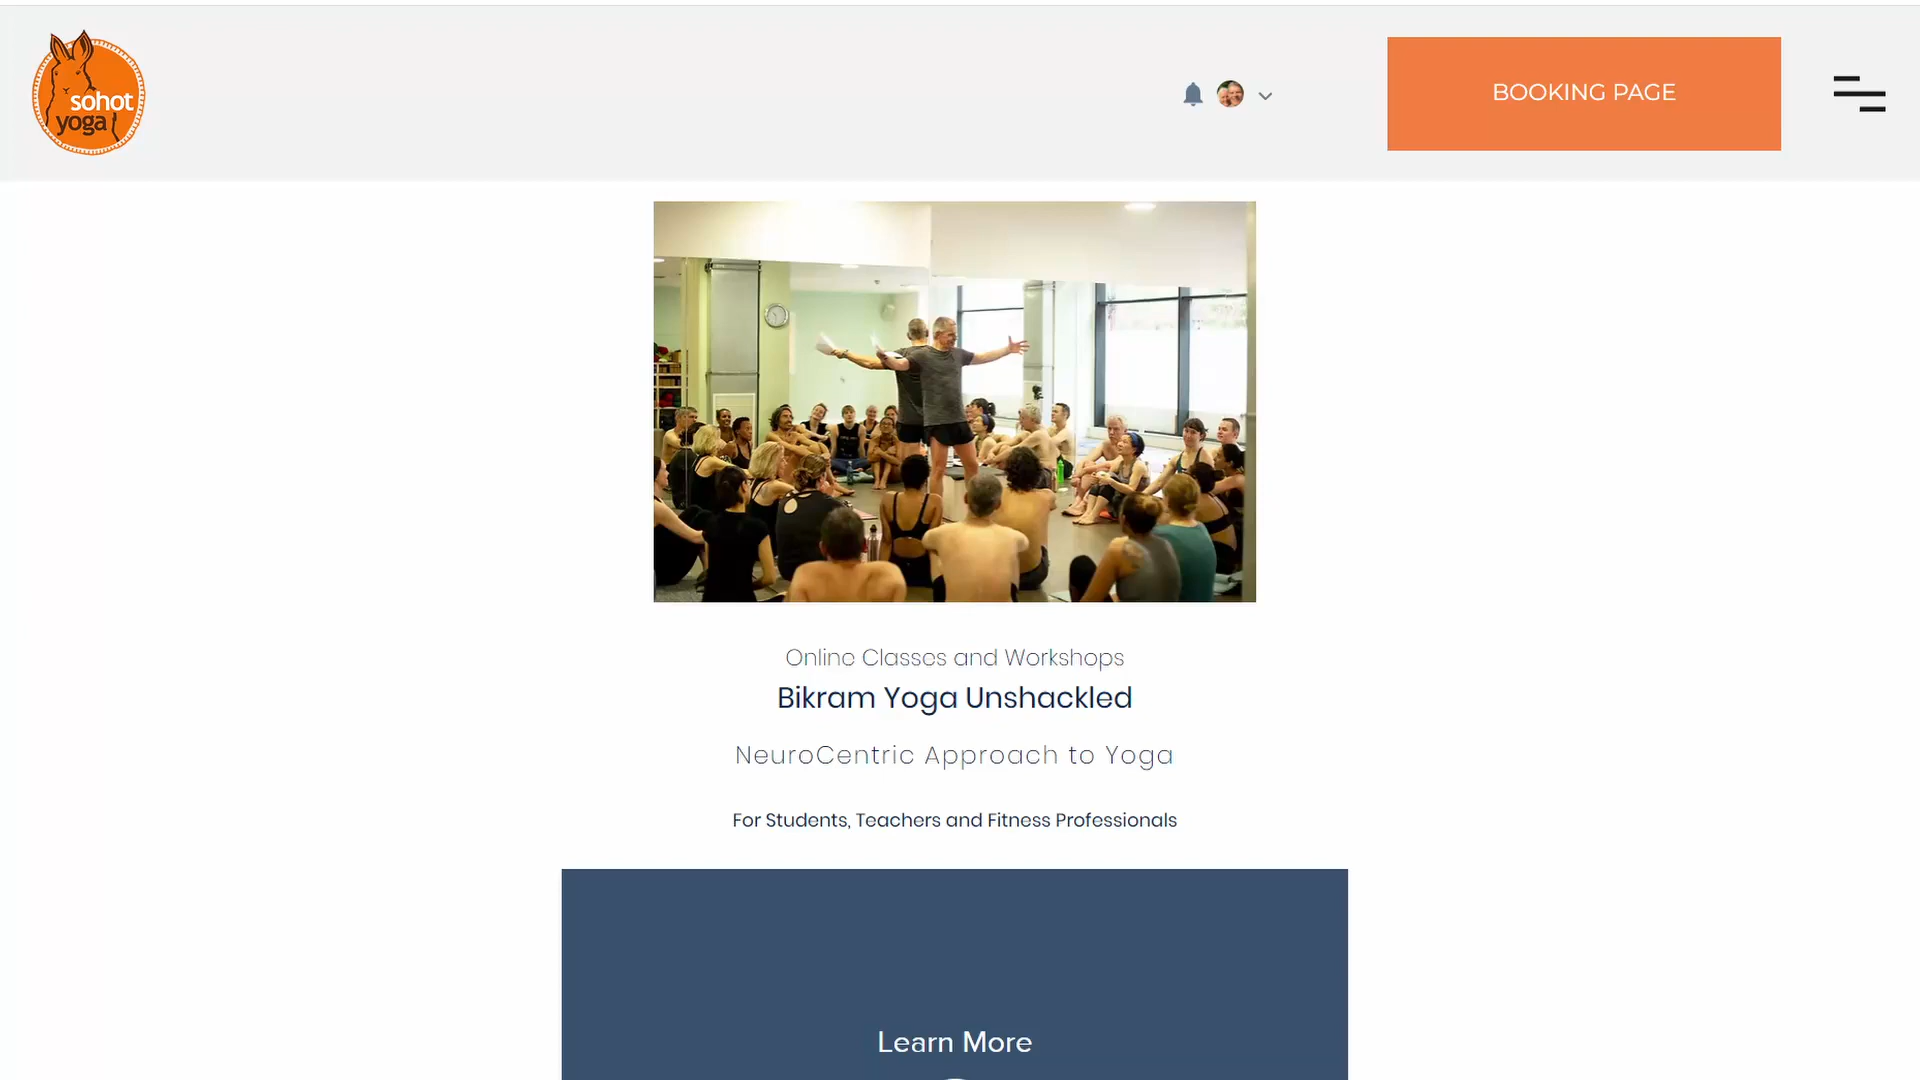 sohot
yoga
BOOKING PAGE
Online Classes and Workshops
Bikram Yoga Unshackled
NeuroCentric Approach to Yoga
For Students, Teachers and Fitness Professionals
Learn More